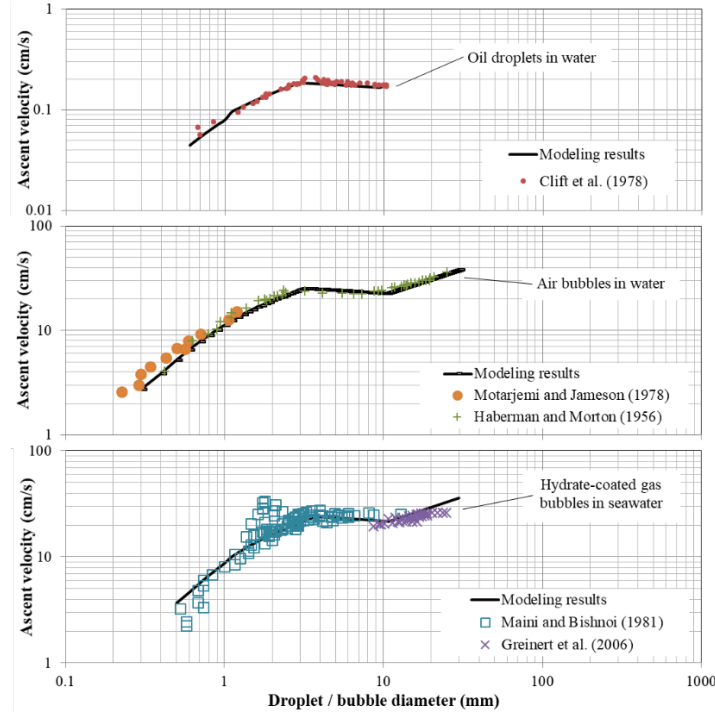 1
Ascent velocity (cm/s)
0.1
0.01
Oil droplets in water
Modeling results
Clift et al. (1978)
100
Ascent velocity (cm/s)
10
1
Air bubbles in water
Modeling results
Motarjemi and Jameson (1978)
Haberman and Morton (1956)
100
Ascent velocity (cm/s)
10
1
Hydrate-coated gas
bubbles in seawater
Modeling results
Maini and Bishnoi (1981)
Greinert et al. (2006)
0.1 1 10 100 1000
Droplet / bubble diameter (mm)